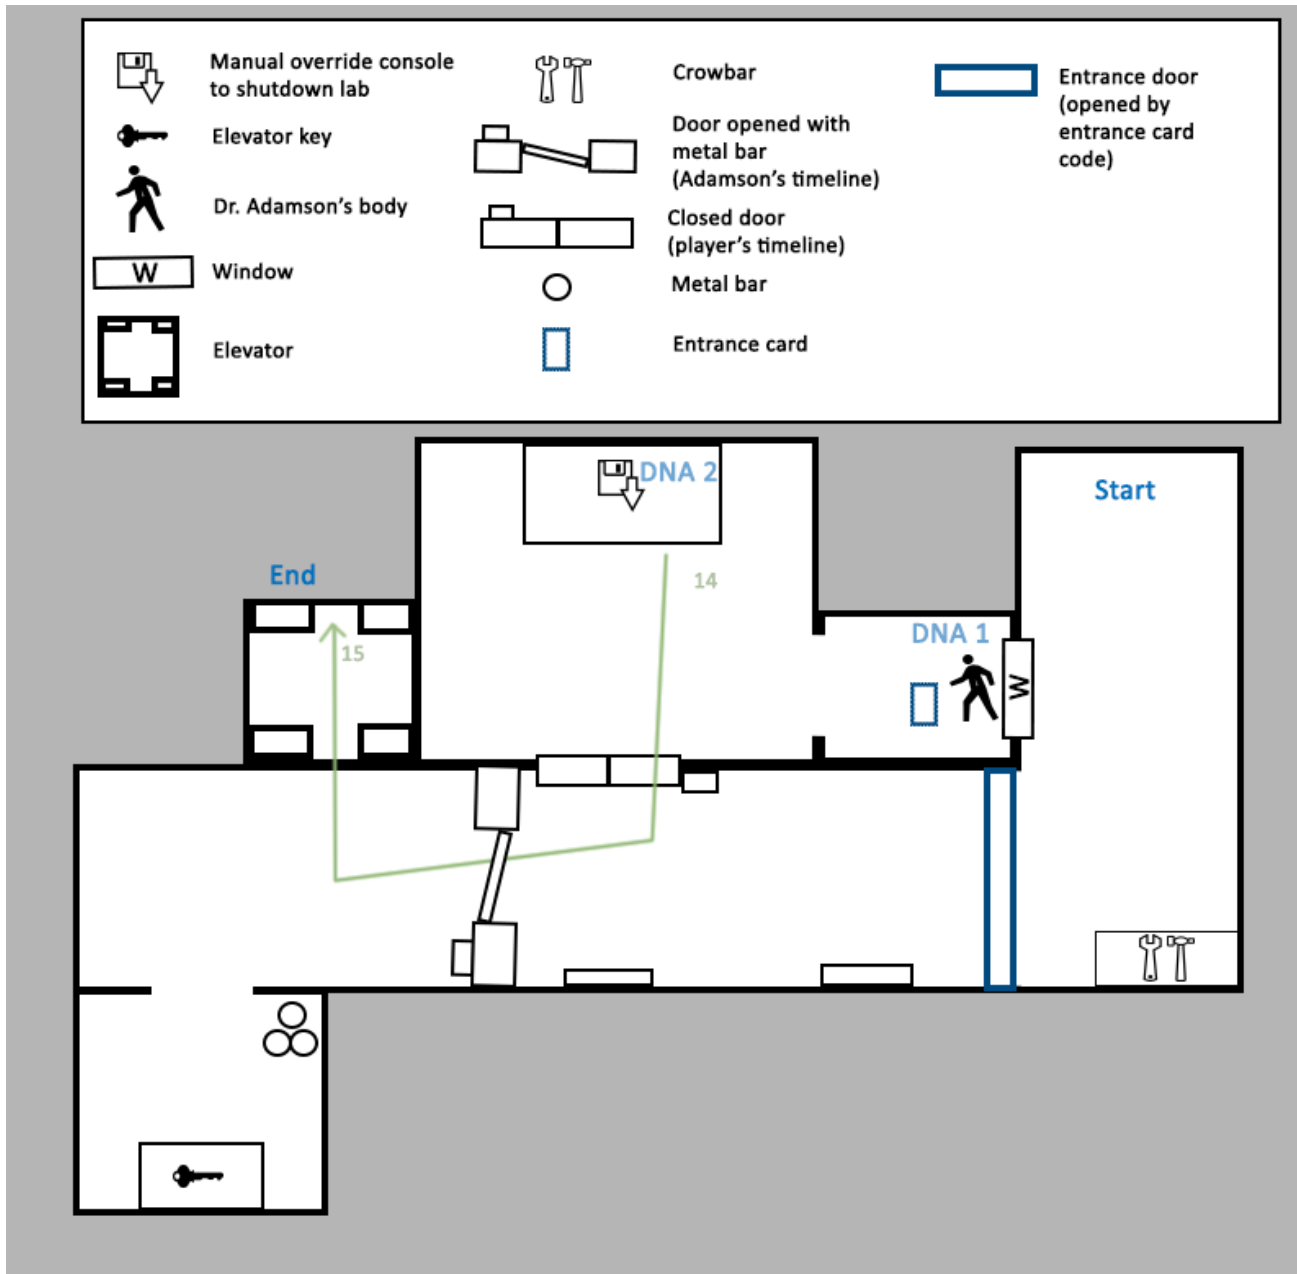 Manual override console
to shutdown lab
Elevator key
Dr. Adamson's body
W
Window
Elevator
Crowbar
Door opened with
metal bar
(Adamson's timeline)
Closed door
(player's timeline)
Metal bar
Entrance card
Entrance door
(opened by
entrance card
code)
DNA 2
Start
End
14
DNA 1
15
W